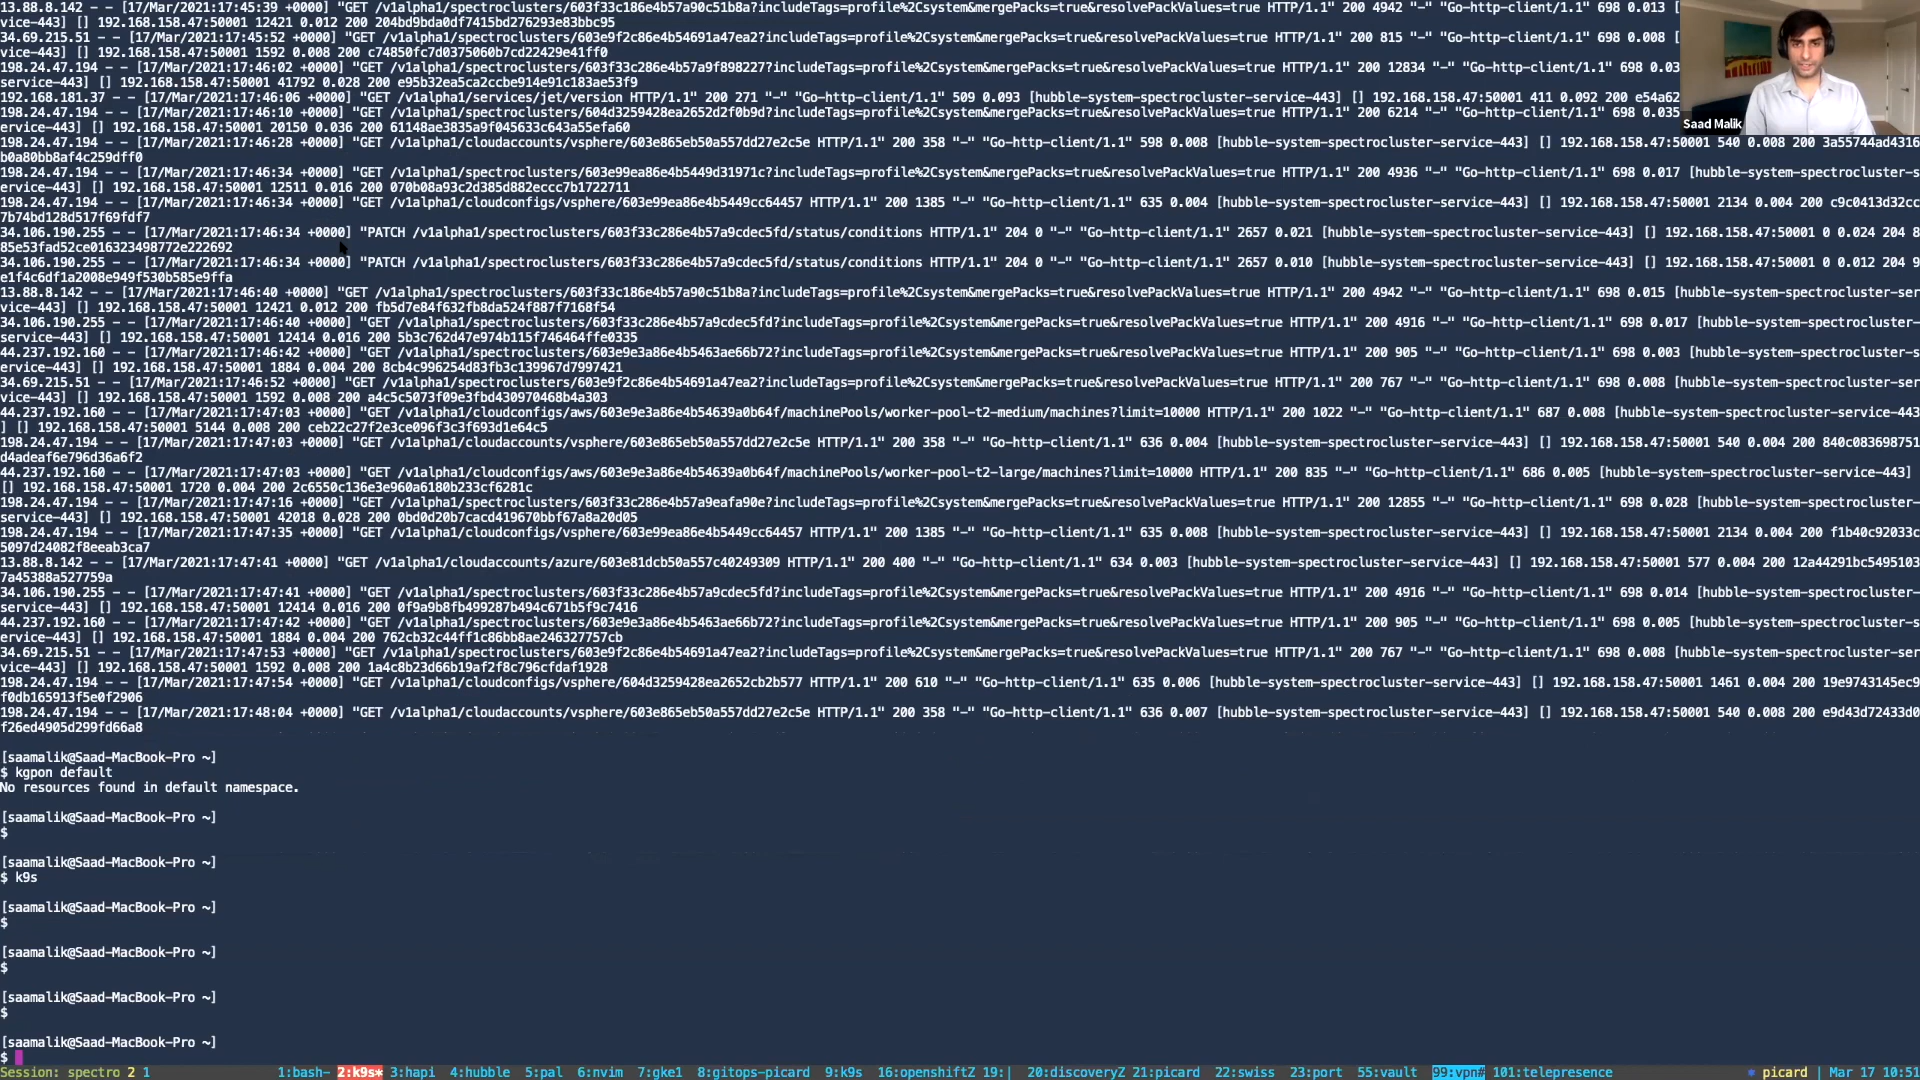 13.88.8.142 - - [17/Mar/2021:17:45:39 +0000] "GET /v1alpha1/spectroclusters/603f33c186e4b57a90c51b8a?includeTags=profile%2Csystem&mergePacks=true&resolvePackValues=true HTTP/1.1" 200 4942 "-" "Go-http-client/1.1" 698 0.013 [
vice-443] [] 192.168.158.47:50001 12421 0.012 200 204bd9bda0df7415bd276293e83bbc95
34.69.215.51 - - [17/Mar/2021:17:45:52 +0000] "GET /v1alpha1/spectroclusters/603e9f2c86e4b54691a47ea2?includeTags=profile%2Csystem&mergePacks=true&resolvePackValues=true HTTP/1.1" 200 815 "-" "Go-http-client/1.1" 698 0.008 [
vice-443] [] 192.168.158.47:50001 1592 0.008 200 c74850fc7d0375060b7cd22429e41ff0
198.24.47.194 - - [17/Mar/2021:17:46:02 +0000] "GET /v1alpha1/spectroclusters/603f33c286e4b57a9f898227?includeTags=profile%2Csystem&mergePacks=true&resolvePackValues=true HTTP/1.1" 200 12834 "-" "Go-http-client/1.1" 698 0.03
vice-443] [] 192.168.158.47:50001 41792 0.028 200 e95b32ea5ca2ccbe914e91c183ae53f9
192.168.181.37 - - [17/Mar/2021:17:46:06 +0000] "GET /v1alpha1/services/jet/version HTTP/1.1" 200 271 "-" "Go-http-client/1.1" 509 0.093 [hubble-system-spectrocluster-service-443] [] 192.168.158.47:50001 411 0.092 200 e54a62
198.24.47.194 - - [17/Mar/2021:17:46:10 +0000] "GET /v1alpha1/spectroclusters/604d3259428ea2652d2f0b9d?includeTags=profile%2Csystem&mergePacks=true&resolvePackValues=true HTTP/1.1" 200 6214 "-" "Go-http-client/1.1" 698 0.035
ervice-443] [] 192.168.158.47:50001 20150 0.036 200 61148ae3835a9f045633c643a55efa60
198.24.47.194 - - [17/Mar/2021:17:46:28 +0000] "GET /v1alpha1/cloudaccounts/vsphere/603e865eb50a557dd27e2c5e HTTP/1.1" 200 358 "-" "Go-http-client/1.1" 598 0.008 [hubble-system-spectrocluster-service-443] [] 192.168.158.47:50001 540 0.008 200 3a55744ad4316
b0a80bb8af4c259dff0
198.24.47.194 - - [17/Mar/2021:17:46:34 +0000] "GET /v1alpha1/spectroclusters/603e99ea86e4b5449d31971c?includeTags=profile%2Csystem&mergePacks=true&resolvePackValues=true HTTP/1.1" 200 4936 "-" "Go-http-client/1.1" 698 0.017 [hubble-system-spectrocluster-s
ervice-443] [] 192.168.158.47:50001 12511 0.016 200 070b08a93c2d385d882eccc7b1722711
198.24.47.194 - - [17/Mar/2021:17:46:34 +0000] "GET /v1alpha1/cloudconfigs/vsphere/603e99ea86e4b5449cc64457 HTTP/1.1" 200 1385 "-" "Go-http-client/1.1" 635 0.004 [hubble-system-spectrocluster-service-443] [] 192.168.158.47:50001 2134 0.004 200 c9c0413d32cc
7b74bd128d517f69fdf7
34.106.190.255 - - [17/Mar/2021:17:46:34 +0000] "PATCH /v1alpha1/spectroclusters/603f33c286e4b57a9cdec5fd/status/conditions HTTP/1.1" 204 0 "-" "Go-http-client/1.1" 2657 0.021 [hubble-system-spectrocluster-service-443] [] 192.168.158.47:50001 0 0.024 204 8
85e53fad52ce016323498772e222692
34.106.190.255 - - [17/Mar/2021:17:46:34 +0000] "PATCH /v1alpha1/spectroclusters/603f33c286e4b57a9cdec5fd/status/conditions HTTP/1.1" 204 0 "-" "Go-http-client/1.1" 2657 0.010 [hubble-system-spectrocluster-service-443] [] 192.168.158.47:50001 0 0.012 204 9
e1f4c6df1a2008e949f530b585e9ffa
13.88.8.142 - - [17/Mar/2021:17:46:40 +0000] "GET /v1alpha1/spectroclusters/603f33c186e4b57a90c51b8a?includeTags=profile%2Csystem&mergePacks=true&resolvePackValues=true HTTP/1.1" 200 4942 "-" "Go-http-client/1.1" 698 0.015 [hubble-system-spectrocluster-ser
vice-443] [] 192.168.158.47:50001 12421 0.012 200 fb5d7e84f632fb8da524f887f7168f54
34.106.190.255 - - [17/Mar/2021:17:46:40 +0000] "GET /v1alpha1/spectroclusters/603f33c286e4b57a9cdec5fd?includeTags=profile%2Csystem&mergePacks=true&resolvePackValues=true HTTP/1.1" 200 4916 "-" "Go-http-client/1.1" 698 0.017 [hubble-system-spectrocluster-
service-443] [] 192.168.158.47:50001 12414 0.016 200 5b3c762d47e974b115f746464ffe0335
44.237.192.160 - - [17/Mar/2021:17:46:42 +0000] "GET /v1alpha1/spectroclusters/603e9e3a86e4b5463ae66b72?includeTags=profile%2Csystem&mergePacks=true&resolvePackValues=true HTTP/1.1" 200 905 "-" "Go-http-client/1.1" 698 0.003 [hubble-system-spectrocluster-s
ervice-443] [] 192.168.158.47:50001 1884 0.004 200 8cb4c996254d83fb3c139967d7997421
34.69.215.51 - - [17/Mar/2021:17:46:52 +0000] "GET /v1alpha1/spectroclusters/603e9f2c86e4b54691a47ea2?includeTags=profile%2Csystem&mergePacks=true&resolvePackValues=true HTTP/1.1" 200 767 "-" "Go-http-client/1.1" 698 0.008 [hubble-system-spectrocluster-ser
vice-443] [] 192.168.158.47:50001 1592 0.008 200 a4c5c5073f09e3fbd430970468b4a303
44.237.192.160 - - [17/Mar/2021:17:47:03 +0000] "GET /v1alpha1/cloudconfigs/aws/603e9e3a86e4b54639a0b64f/machinePools/worker-pool-t2-medium/machines?limit=10000 HTTP/1.1" 200 1022 "-" "Go-http-client/1.1" 687 0.008 [hubble-system-spectrocluster-service-443
] [] 192.168.158.47:50001 5144 0.008 200 ceb22c27f2e3ce096f3c3f693d1e64c5
198.24.47.194 - - [17/Mar/2021:17:47:03 +0000] "GET /v1alpha1/cloudaccounts/vsphere/603e865eb50a557dd27e2c5e HTTP/1.1" 200 358 "-" "Go-http-client/1.1" 636 0.004 [hubble-system-spectrocluster-service-443] [] 192.168.158.47:50001 540 0.004 200 840c083698751
d4adeaf6e796d36a6f2
44.237.192.160 - - [17/Mar/2021:17:47:03 +0000] "GET /v1alpha1/cloudconfigs/aws/603e9e3a86e4b54639a0b64f/machinePools/worker-pool-t2-large/machines?limit=10000 HTTP/1.1" 200 835 "-" "Go-http-client/1.1" 686 0.005 [hubble-system-spectrocluster-service-443]
[] 192.168.158.47:50001 1720 0.004 200 2c6550c136e3e960a6180b233cf6281c
198.24.47.194 - - [17/Mar/2021:17:47:16 +0000] "GET /v1alpha1/spectroclusters/603f33c286e4b57a9eafa90e?includeTags=profile%2Csystem&mergePacks=true&resolvePackValues=true HTTP/1.1" 200 12855 "-" "Go-http-client/1.1" 698 0.028 [hubble-system-spectrocluster-
service-443] [] 192.168.158.47:50001 42018 0.028 200 0bd0d20b7cacd419670bbf67a8a20d05
198.24.47.194 - - [17/Mar/2021:17:47:35 +0000] "GET /v1alpha1/cloudconfigs/vsphere/603e99ea86e4b5449cc64457 HTTP/1.1" 200 1385 "-" "Go-http-client/1.1" 635 0.008 [hubble-system-spectrocluster-service-443] [] 192.168.158.47:50001 2134 0.004 200 f1b40c92033c
5097d24082f8eeab3ca7
13.88.8.142 - - [17/Mar/2021:17:47:41 +0000] "GET /v1alpha1/cloudaccounts/azure/603e81dcb50a557c40249309 HTTP/1.1" 200 400 "-" "Go-http-client/1.1" 634 0.003 [hubble-system-spectrocluster-service-443] [] 192.168.158.47:50001 577 0.004 200 12a44291bc5495103
7a45388a527759a
34.106.190.255 - - [17/Mar/2021:17:47:41 +0000] "GET /v1alpha1/spectroclusters/603f33c286e4b57a9cdec5fd?includeTags=profile%2Csystem&mergePacks=true&resolvePackValues=true HTTP/1.1" 200 4916 "-" "Go-http-client/1.1" 698 0.014 [hubble-system-spectrocluster-
service-443] [] 192.168.158.47:50001 12414 0.016 200 0f9a9b8fb499287b494c671b5f9c7416
44.237.192.160 - - [17/Mar/2021:17:47:42 +0000] "GET /v1alpha1/spectroclusters/603e9e3a86e4b5463ae66b72?includeTags=profile%2Csystem&mergePacks=true&resolvePackValues=true HTTP/1.1" 200 905 "-" "Go-http-client/1.1" 698 0.005 [hubble-system-spectrocluster-s
ervice-443] [] 192.168.158.47:50001 1884 0.004 200 762cb32c44ff1c86bb8ae246327757cb
34.69.215.51 - - [17/Mar/2021:17:47:53 +0000] "GET /v1alpha1/spectroclusters/603e9f2c86e4b54691a47ea2?includeTags=profile%2Csystem&mergePacks=true&resolvePackValues=true HTTP/1.1" 200 767 "-" "Go-http-client/1.1" 698 0.008 [hubble-system-spectrocluster-ser
vice-443] [] 192.168.158.47:50001 1592 0.008 200 1a4c8b23d66b19af2f8c796cfdaf1928
198.24.47.194 - - [17/Mar/2021:17:47:54 +0000] "GET /v1alpha1/cloudconfigs/vsphere/604d3259428ea2652cb2b577 HTTP/1.1" 200 610 "-" "Go-http-client/1.1" 635 0.006 [hubble-system-spectrocluster-service-443] [] 192.168.158.47:50001 1461 0.004 200 19e9743145ec9
f0db165913f5e0f2906
198.24.47.194 - - [17/Mar/2021:17:48:04 +0000] "GET /v1alpha1/cloudaccounts/vsphere/603e865eb50a557dd27e2c5e HTTP/1.1" 200 358 "-" "Go-http-client/1.1" 636 0.007 [hubble-system-spectrocluster-service-443] [] 192.168.158.47:50001 540 0.008 200 e9d43d72433d0
f26ed4905d299fd66a8
[saamalik@Saad-MacBook-Pro ~]
$ kgpon default
No resources found in default namespace.
[saamalik@Saad-MacBook-Pro ~]
$
[saamalik@Saad-MacBook-Pro ~]
$ k9s
[saamalik@Saad-MacBook-Pro ~]
$
[saamalik@Saad-MacBook-Pro ~]
$
[saamalik@Saad-MacBook-Pro ~]
$
[saamalik@Saad-MacBook-Pro ~]
$
Session: spectro 2 1 1:bash- 2:k9s* 3:hapi 4:hubble 5:pal 6:nvim 7:gke1 8:gitops-picard 9:k9s 16:openshiftZ 19:| 20:discoveryZ 21:picard 22:swiss 23:port 55:vault 99:vpn# 101:telepresence * picard | Mar 17 10:51
Saad Malik